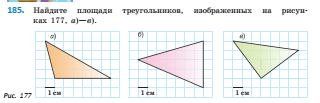 185. Найдите площади треугольников, изображенных на рисун-
ках 177, а)—в).
а) б) в)
1 см 1 см 1 см
Рис. 177